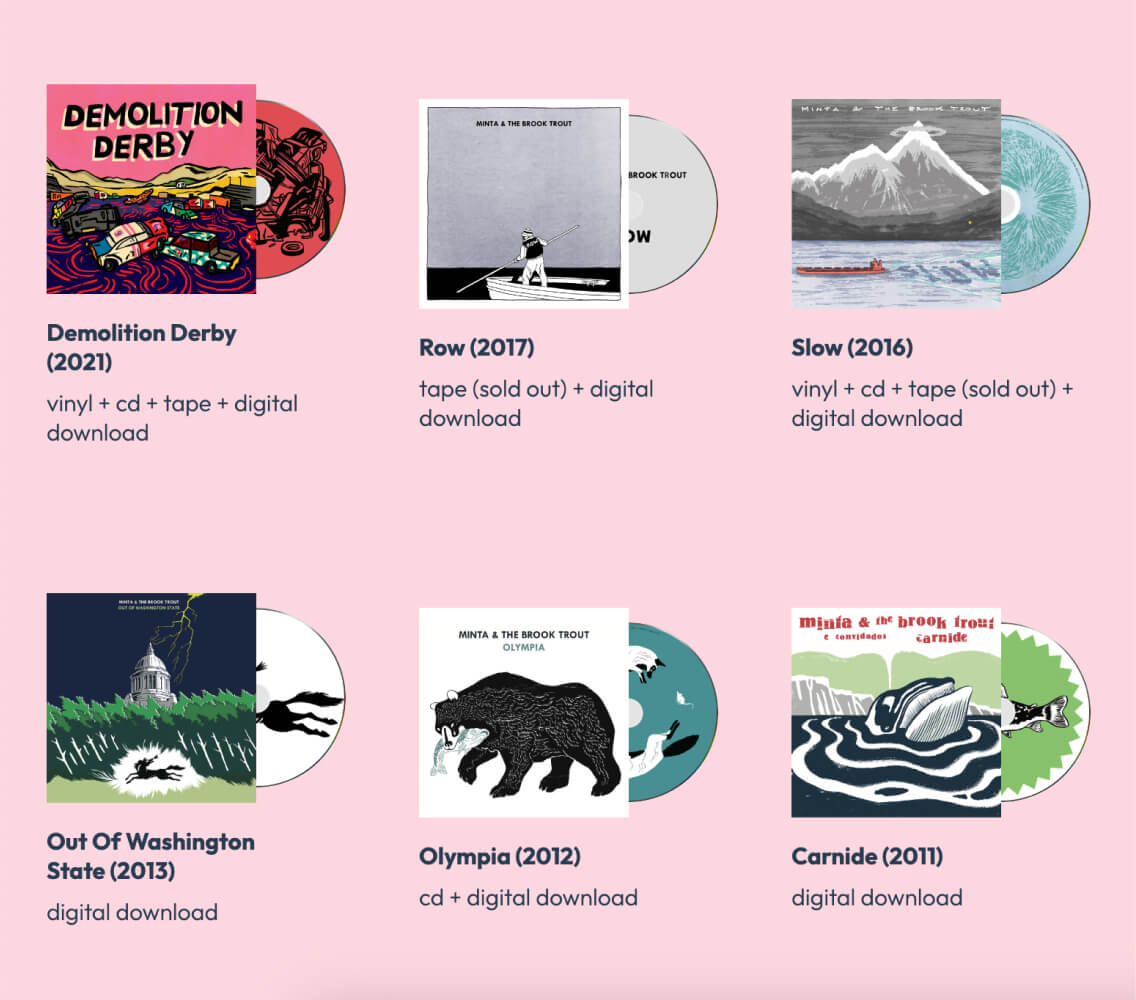 DEMOLITION
DERBY
Demolition Derby
(2021)
vinyl + cd + tape + digital
download
MINTA & THE BROOK TROUT
BROOK TROUT
OW
Row (2017)
tape (sold out) + digital
download
MINTA & THE BROOK TROUT
Slow (2016)
vinyl + cd + tape (sold out) +
digital download
MINTA & THE BROOK TROUT
OUT OF WASHINGTON STATE
Out Of Washington
State (2013)
digital download
MINTA & THE BROOK TROUT
OLYMPIA
Olympia (2012)
cd + digital download
minta & the brook trout
e convidados carnide
Carnide (2011)
digital download